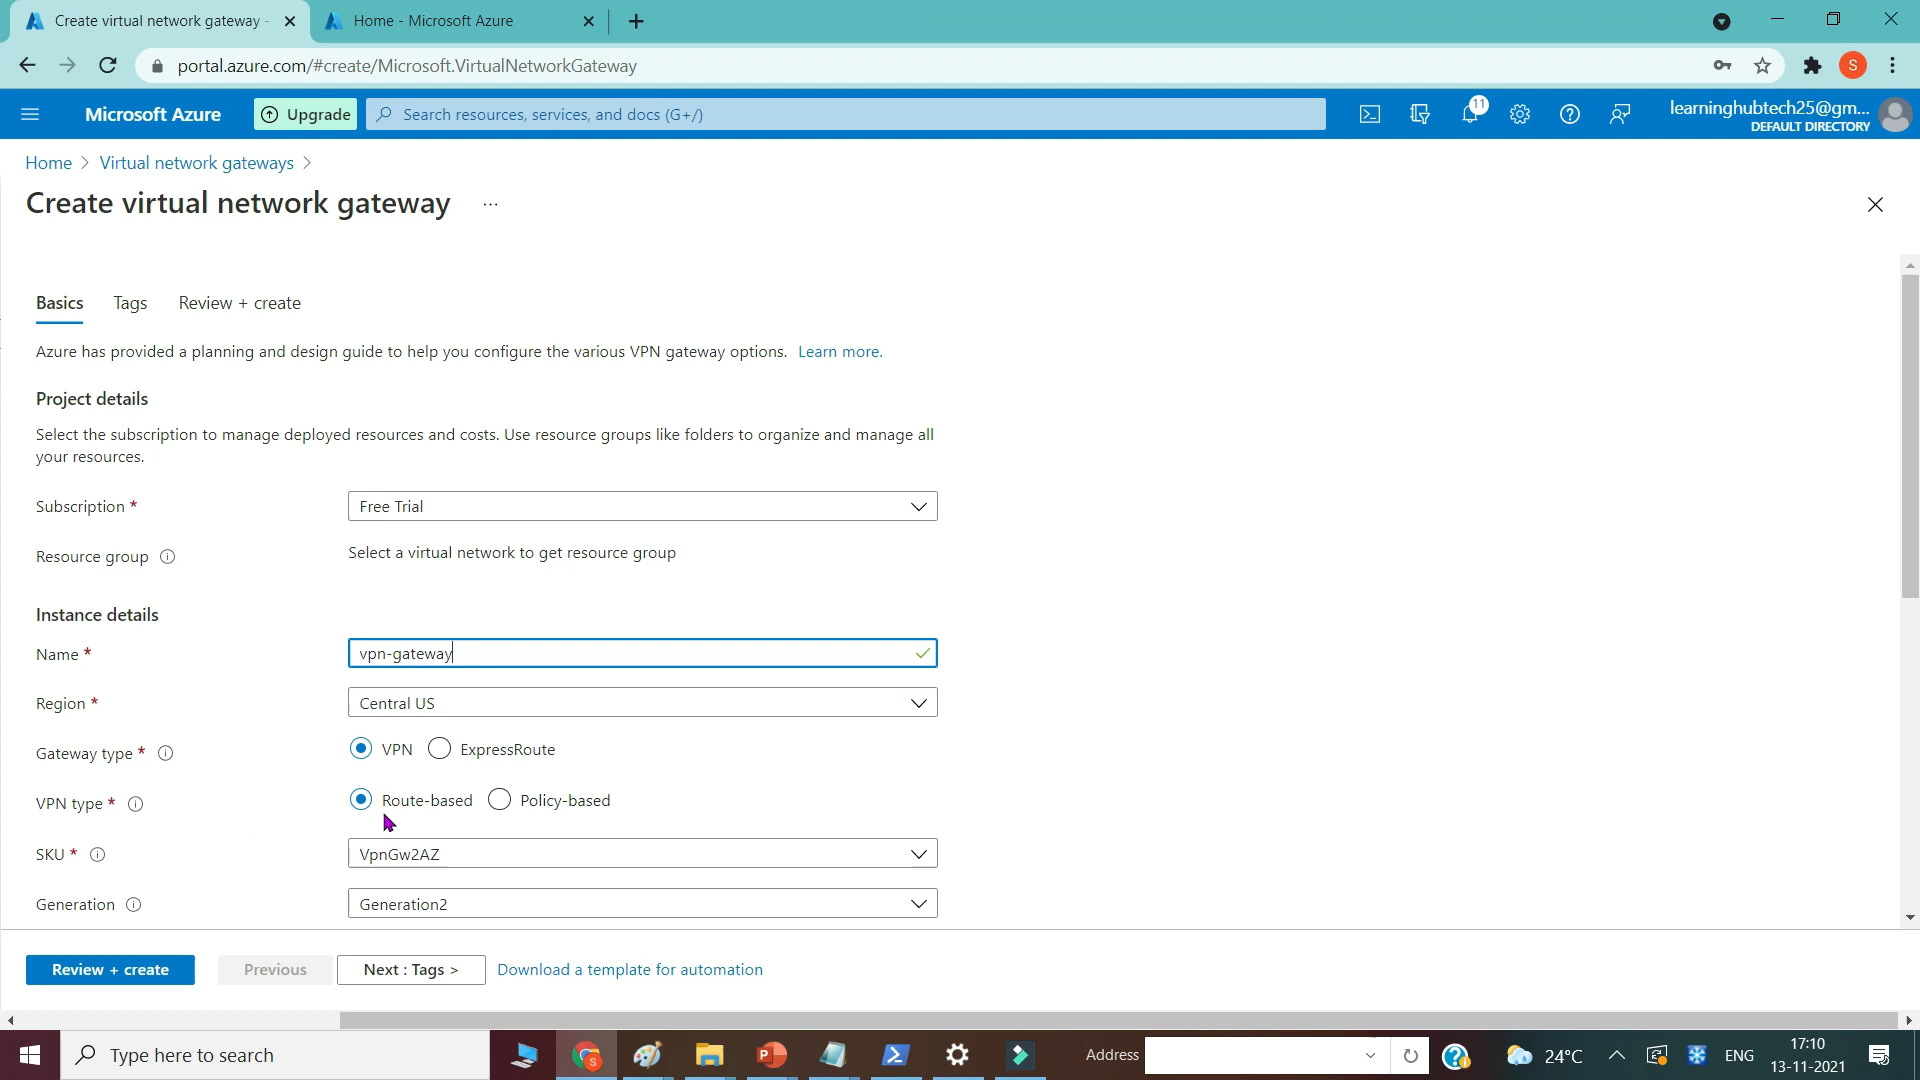 Create virtual network gateway -
Home - Microsoft Azure
portal.azure.com/#create/Microsoft.VirtualNetworkGateway
S
Microsoft Azure
Upgrade
Search resources, services, and docs (G+/)
11
learninghubtech25@gm...
DEFAULT DIRECTORY
Home > Virtual network gateways >
Create virtual network gateway ...
Basics Tags Review + create
Azure has provided a planning and design guide to help you configure the various VPN gateway options. Learn more.
Project details
Select the subscription to manage deployed resources and costs. Use resource groups like folders to organize and manage all
your resources.
Subscription * Free Trial
Resource group Select a virtual network to get resource group
Instance details
Name * vpn-gateway
Region * Central US
Gateway type * VPN ExpressRoute
VPN type * Route-based Policy-based
SKU * VpnGw2AZ
Generation Generation2
Review + create Previous Next : Tags > Download a template for automation
Type here to search
Address
24°C
ENG
17:10
13-11-2021